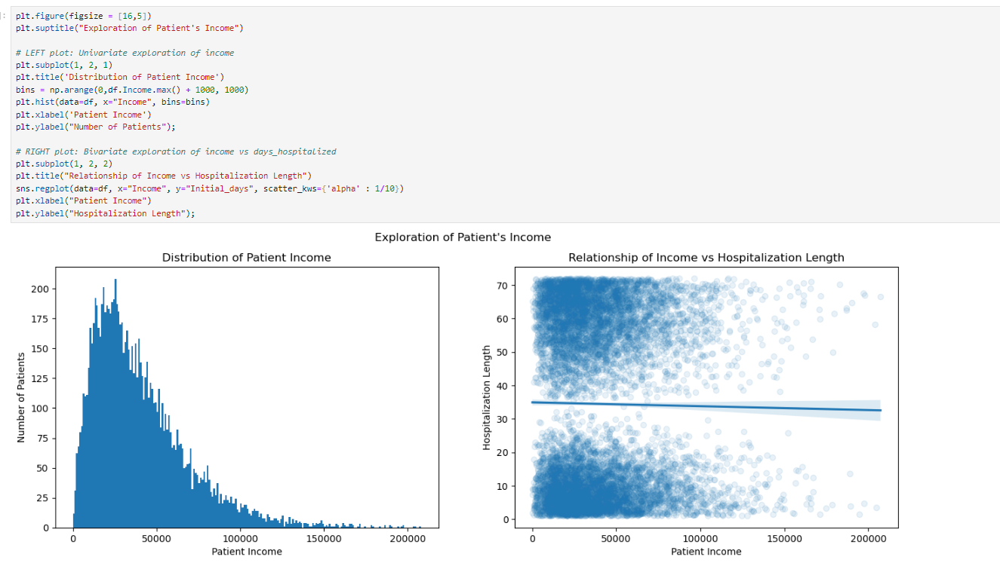 ]:
plt.figure(figsize = [16,5])
plt.suptitle("Exploration of Patient's Income")
# LEFT plot: Univariate exploration of income
plt.subplot(1, 2, 1)
plt.title('Distribution of Patient Income')
bins = np.arange(0,df.Income.max() + 1000, 1000)
plt.hist(data=df, x="Income", bins=bins)
plt.xlabel('Patient Income')
plt.ylabel("Number of Patients");
# RIGHT plot: Bivariate exploration of income vs days_hospitalized
plt.subplot(1, 2, 2)
plt.title("Relationship of Income vs Hospitalization Length")
sns.regplot(data=df, x="Income", y="Initial_days", scatter_kws={'alpha' : 1/10})
plt.xlabel("Patient Income")
plt.ylabel("Hospitalization Length");
Exploration of Patient's Income
Distribution of Patient Income
200
175
150
125
100
75
50
25
0
Number of Patients
0 50000 100000 150000 200000
Patient Income
Relationship of Income vs Hospitalization Length
70
60
50
40
30
20
10
0
Hospitalization Length
0 50000 100000 150000 200000
Patient Income